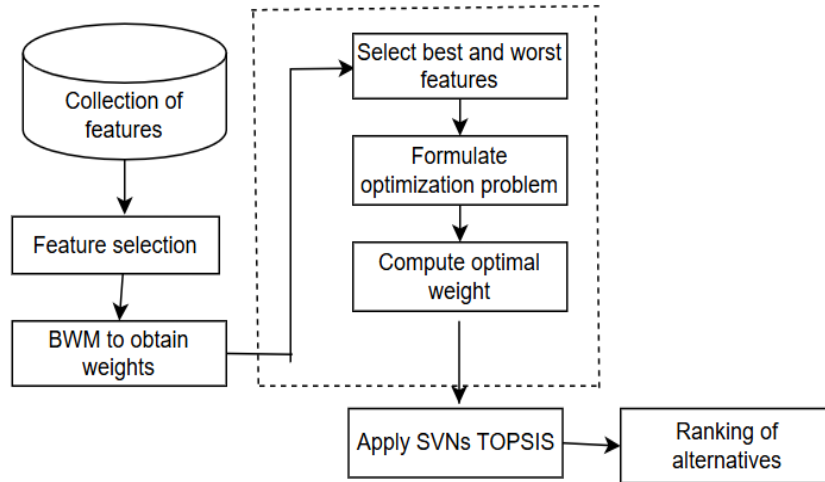 Collection of
features
Feature selection
BWM to obtain
weights
Select best and worst
features
Formulate
optimization problem
Compute optimal
weight
Apply SVNs TOPSIS
Ranking of
alternatives